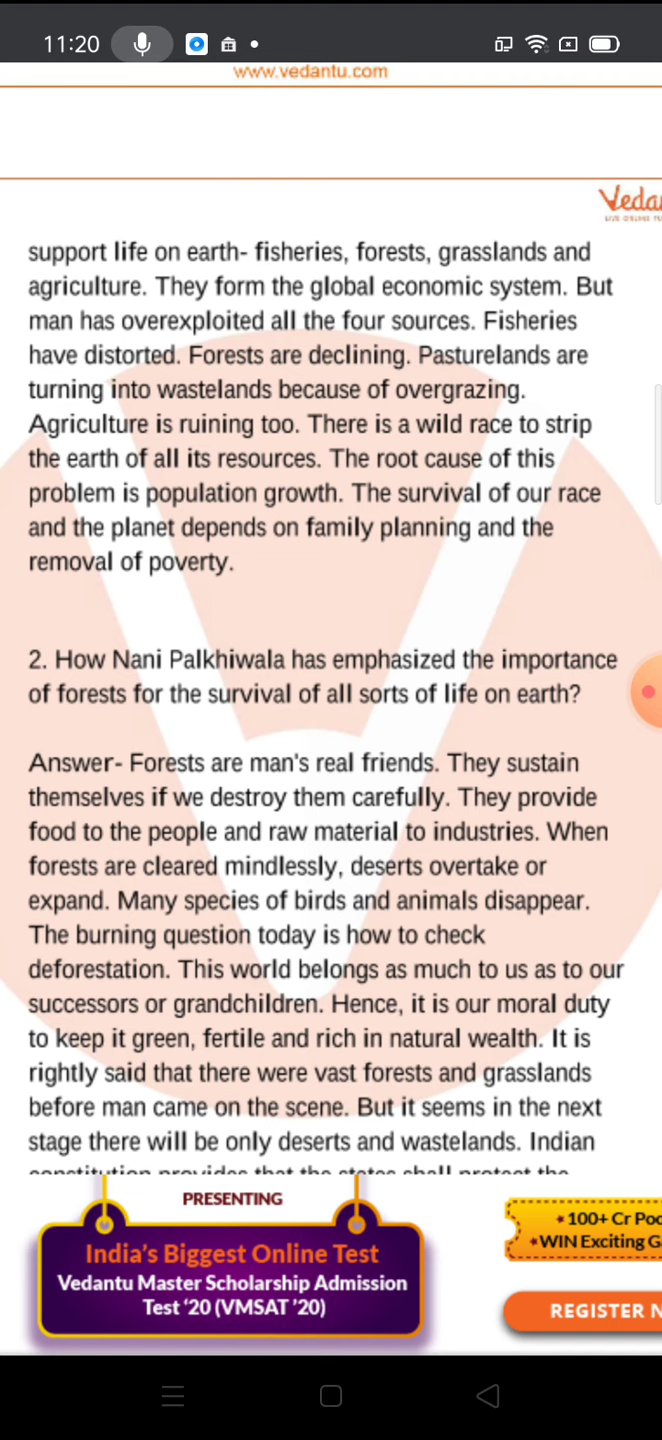 11:20
www.vedantu.com
Veda
LIVE ONLINE
support life on earth- fisheries, forests, grasslands and
agriculture. They form the global economic system. But
man has overexploited all the four sources. Fisheries
have distorted. Forests are declining. Pasturelands are
turning into wastelands because of overgrazing.
Agriculture is ruining too. There is a wild race to strip
the earth of all its resources. The root cause of this
problem is population growth. The survival of our race
and the planet depends on family planning and the
removal of poverty.
2. How Nani Palkhiwala has emphasized the importance
of forests for the survival of all sorts of life on earth?
Answer- Forests are man's real friends. They sustain
themselves if we destroy them carefully. They provide
food to the people and raw material to industries. When
forests are cleared mindlessly, deserts overtake or
expand. Many species of birds and animals disappear.
The burning question today is how to check
deforestation. This world belongs as much to us as to our
successors or grandchildren. Hence, it is our moral duty
to keep it green, fertile and rich in natural wealth. It is
rightly said that there were vast forests and grasslands
before man came on the scene. But it seems in the next
stage there will be only deserts and wastelands. Indian
constitution provides that the states shall protect the
PRESENTING
India's Biggest Online Test
Vedantu Master Scholarship Admission
Test '20 (VMSAT '20)
100+ Cr Poo
WIN Exciting G
REGISTER N